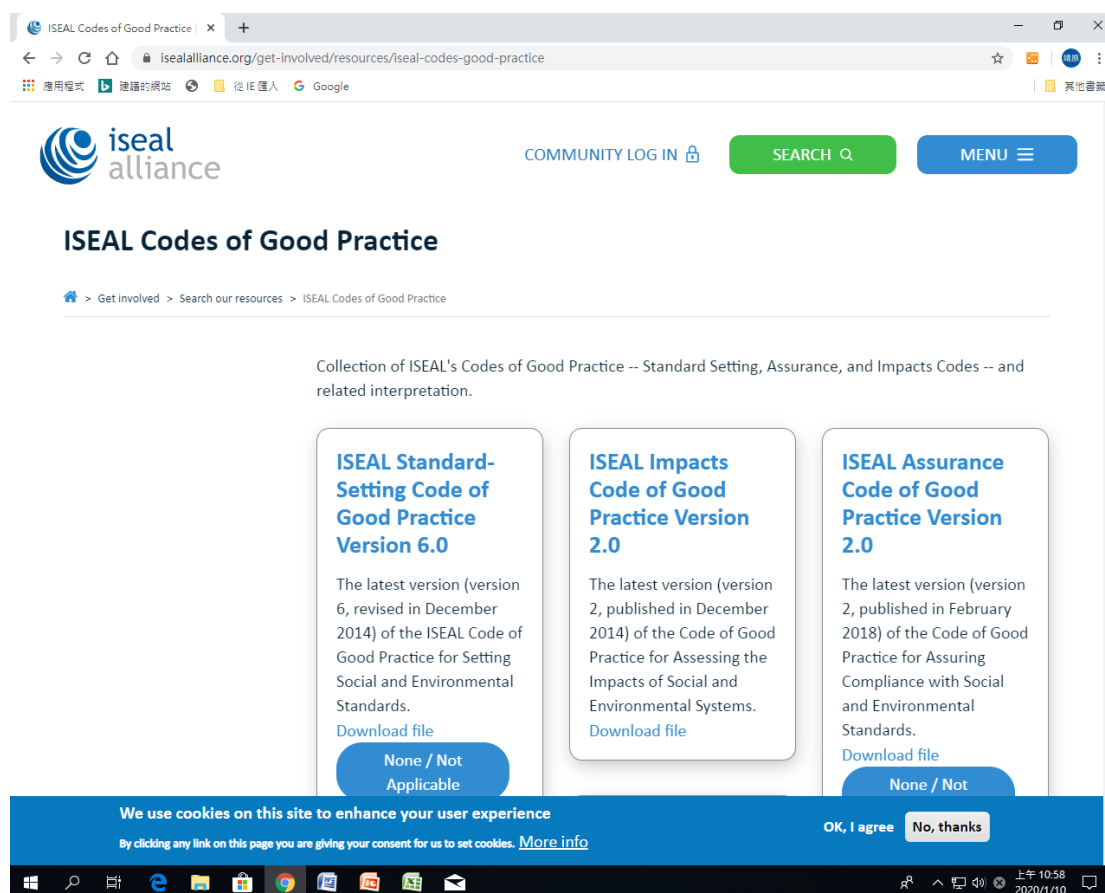 ISEAL Codes of Good Practice |
isealalliance.org/get-involved/resources/iseal-codes-good-practice
應用程式 建議的網站 從 IE 匯入 Google 其他書籤
iseal
alliance
COMMUNITY LOG IN SEARCH MENU
ISEAL Codes of Good Practice
> Get involved > Search our resources > ISEAL Codes of Good Practice
Collection of ISEAL's Codes of Good Practice -- Standard Setting, Assurance, and Impacts Codes -- and
related interpretation.
ISEAL Standard-
Setting Code of
Good Practice
Version 6.0
The latest version (version
6, revised in December
2014) of the ISEAL Code of
Good Practice for Setting
Social and Environmental
Standards.
Download file
None / Not
Applicable
ISEAL Impacts
Code of Good
Practice Version
2.0
The latest version (version
2, published in December
2014) of the Code of Good
Practice for Assessing the
Impacts of Social and
Environmental Systems.
Download file
ISEAL Assurance
Code of Good
Practice Version
2.0
The latest version (version
2, published in February
2018) of the Code of Good
Practice for Assuring
Compliance with Social
and Environmental
Standards.
Download file
None / Not
We use cookies on this site to enhance your user experience
By clicking any link on this page you are giving your consent for us to set cookies. More info
OK, I agree No, thanks
上午 10:58
2020/1/10